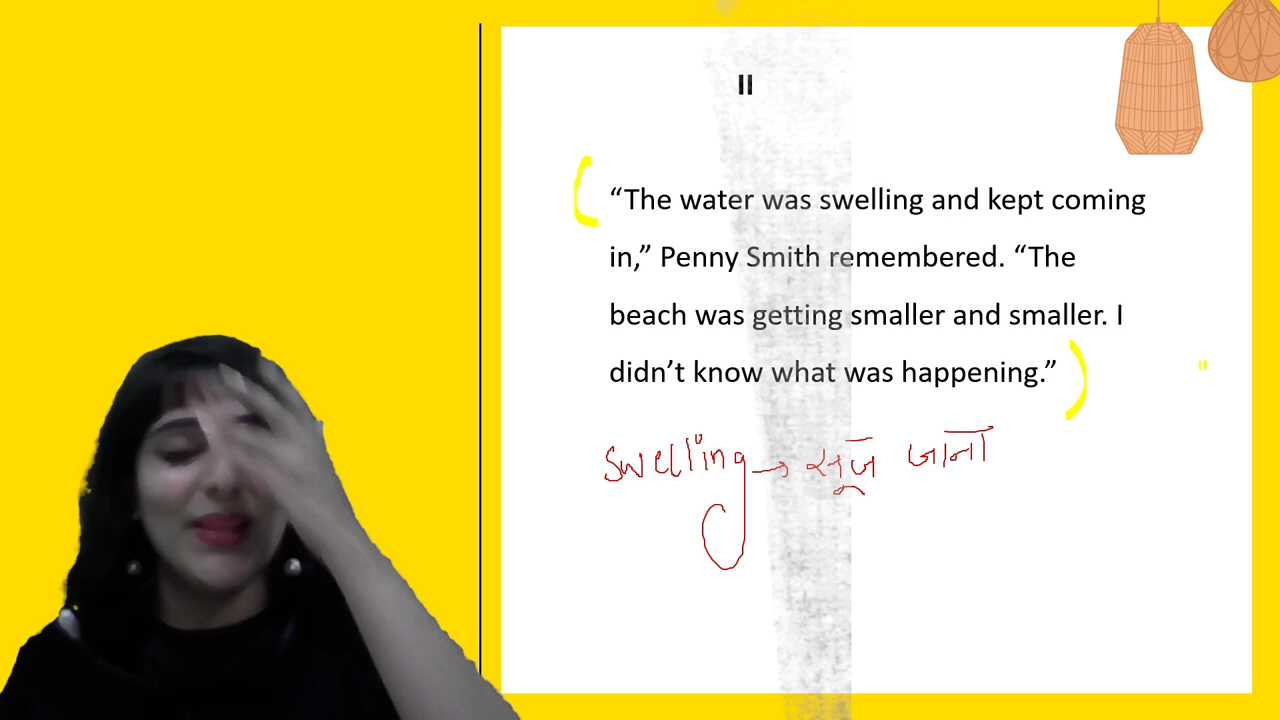 II
“The water was swelling and kept coming
in,” Penny Smith remembered. “The
beach was getting smaller and smaller. I
didn’t know what was happening.”
swelling → जाना